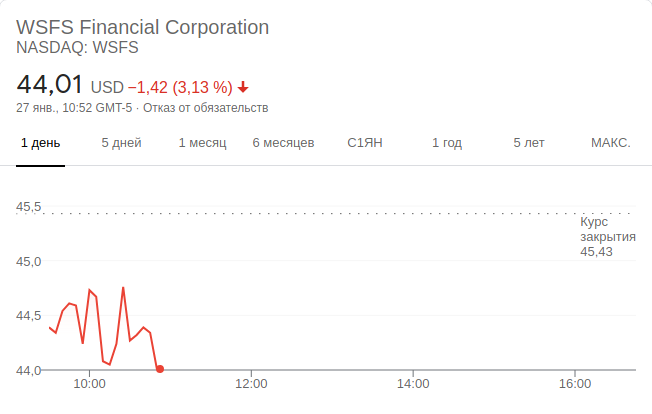 WSFS Financial Corporation
NASDAQ: WSFS
44,01 USD −1,42 (3,13 %)
27 янв., 10:52 GMT-5 · Отказ от обязательств
1 день 5 дней 1 месяц 6 месяцев С1ЯН 1 год 5 лет МАКС.
45,5
Курс
закрытия
45,43
45,0
44,5
44,0
10:00 12:00 14:00 16:00